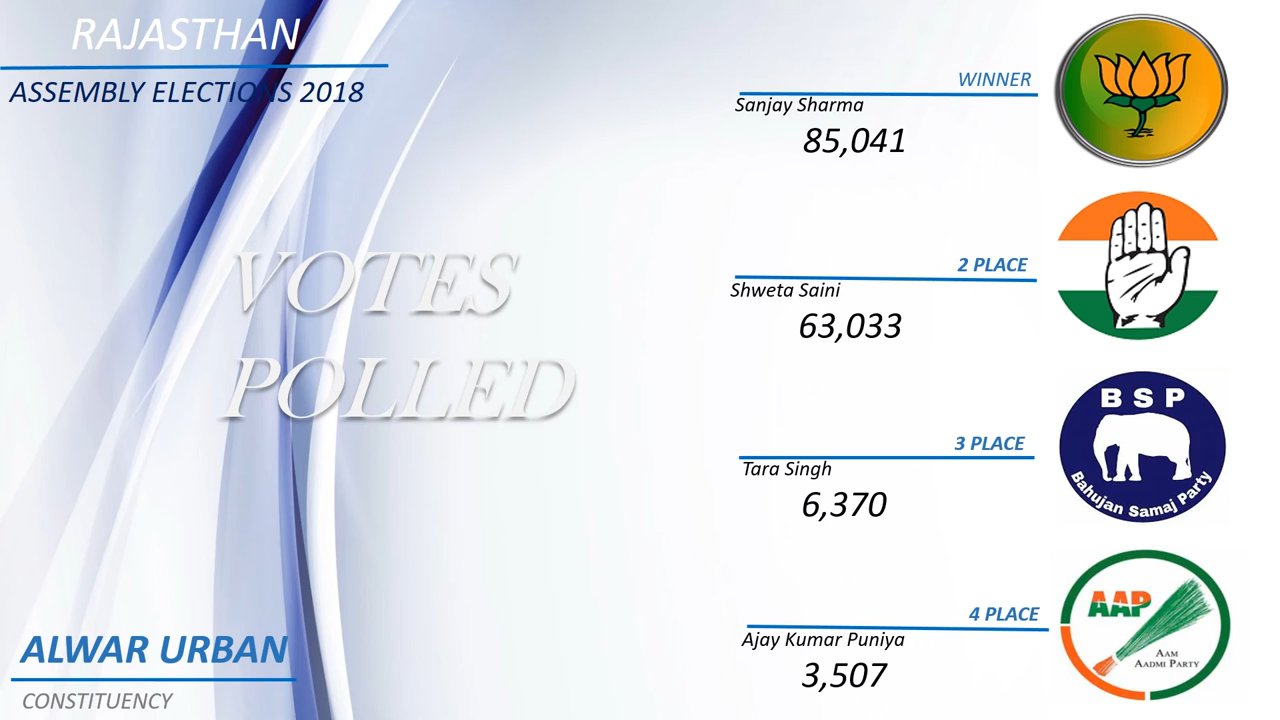 RAJASTHAN
ASSEMBLY ELECTIONS 2018
VOTES
POLLED
ALWAR URBAN
CONSTITUENCY
WINNER
Sanjay Sharma
85,041
2 PLACE
Shweta Saini
63,033
3 PLACE
Tara Singh
6,370
4 PLACE
Ajay Kumar Puniya
3,507
BSP
Bahujan Samaj Party
AAP
AAM
AADMI PARTY